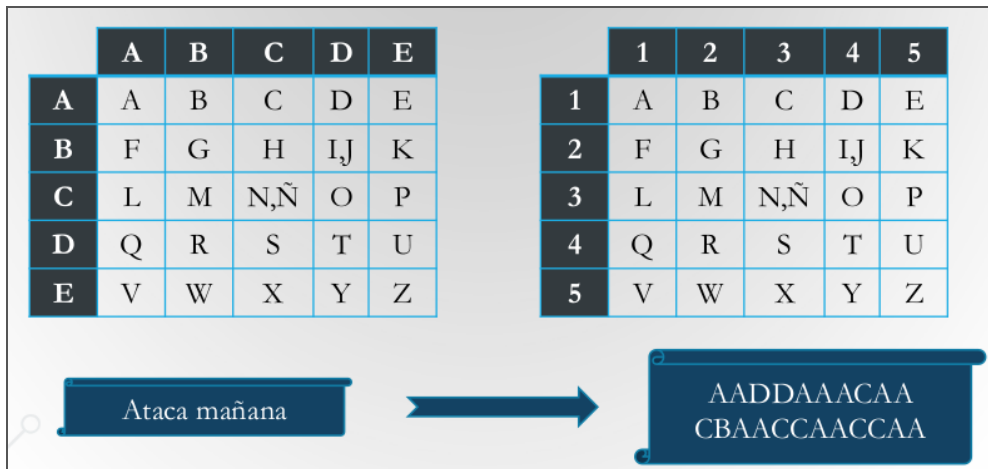 A B C D E 1 2 3 4 5
A A B C D E 1 A B C D E
B F G H I,J K 2 F G H I,J K
C L M N,Ñ O P 3 L M N,Ñ O P
D Q R S T U 4 Q R S T U
E V W X Y Z 5 V W X Y Z
Ataca mañana
AADDAAACAA
CBAACCAACCAA